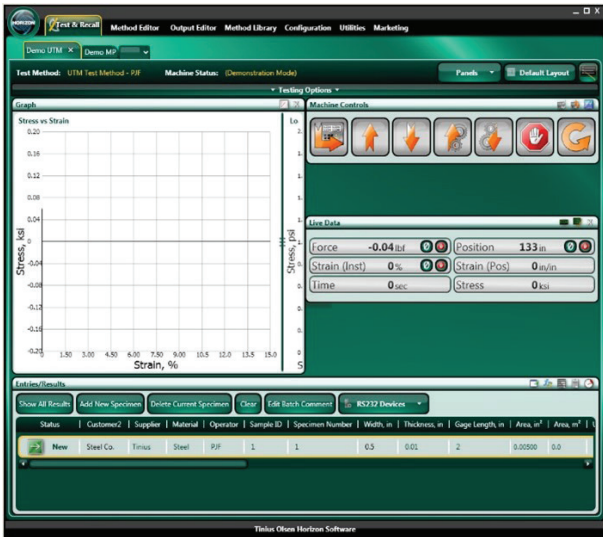 HORIZON
Test & Recall Method Editor Output Editor Method Library Configuration Utilities Marketing
Demo UTM × Demo MP
Test Method: UTM Test Method - PJF Machine Status: (Demonstration Mode) Panels Default Layout
Testing Options
Graph
Machine Controls
Stress vs Strain
Lo
0.20
0.16
0.12
0.08
0.04
0
-0.04
-0.08
-0.12
-0.16
-0.20
Stress, ksi
1.50 3.00 4.50 6.00 7.50 9.00 10.5 12.0 13.5 15.0
Strain, %
Stress, psi
S
Live Data
Force -0.04 lbf Position 133 in
Strain (Inst) 0 % Strain (Pos) 0 in/in
Time 0 sec Stress 0 ksi
Entries/Results
Show All Results Add New Specimen Delete Current Specimen Clear Edit Batch Comment RS232 Devices
Status Customer2 Supplier Material Operator Sample ID Specimen Number Width, in Thickness, in Gage Length, in Area, in² Area, m²
New Steel Co. Tinius Steel PJF 1 1 0.5 0.01 2 0.00500 0.0
Tinius Olsen Horizon Software